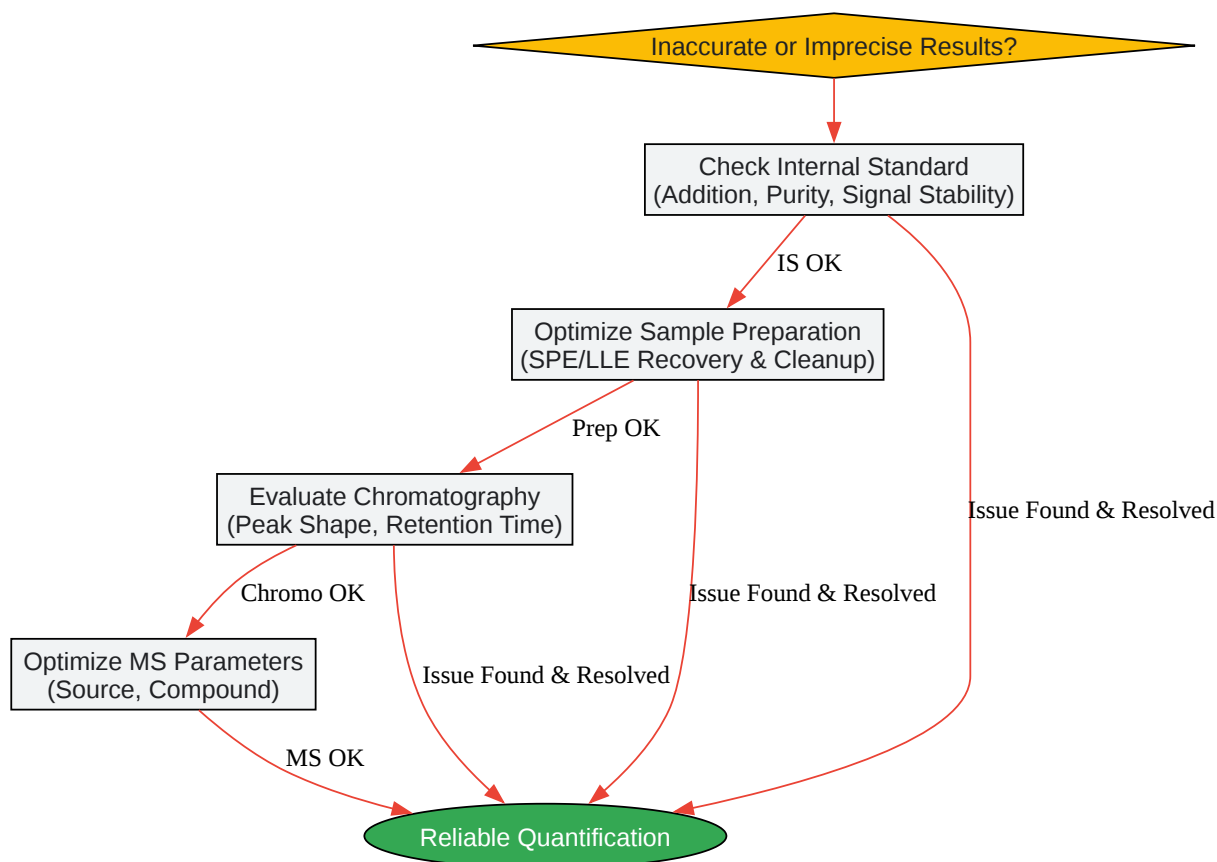 Inaccurate or Imprecise Results?
Check Internal Standard
(Addition, Purity, Signal Stability)
IS OK
Optimize Sample Preparation
(SPE/LLE Recovery & Cleanup)
Prep OK
Evaluate Chromatography
(Peak Shape, Retention Time)
Issue Found & Resolved
Chromo OK
Issue Found & Resolved
Optimize MS Parameters
(Source, Compound)
Issue Found & Resolved
MS OK
Reliable Quantification